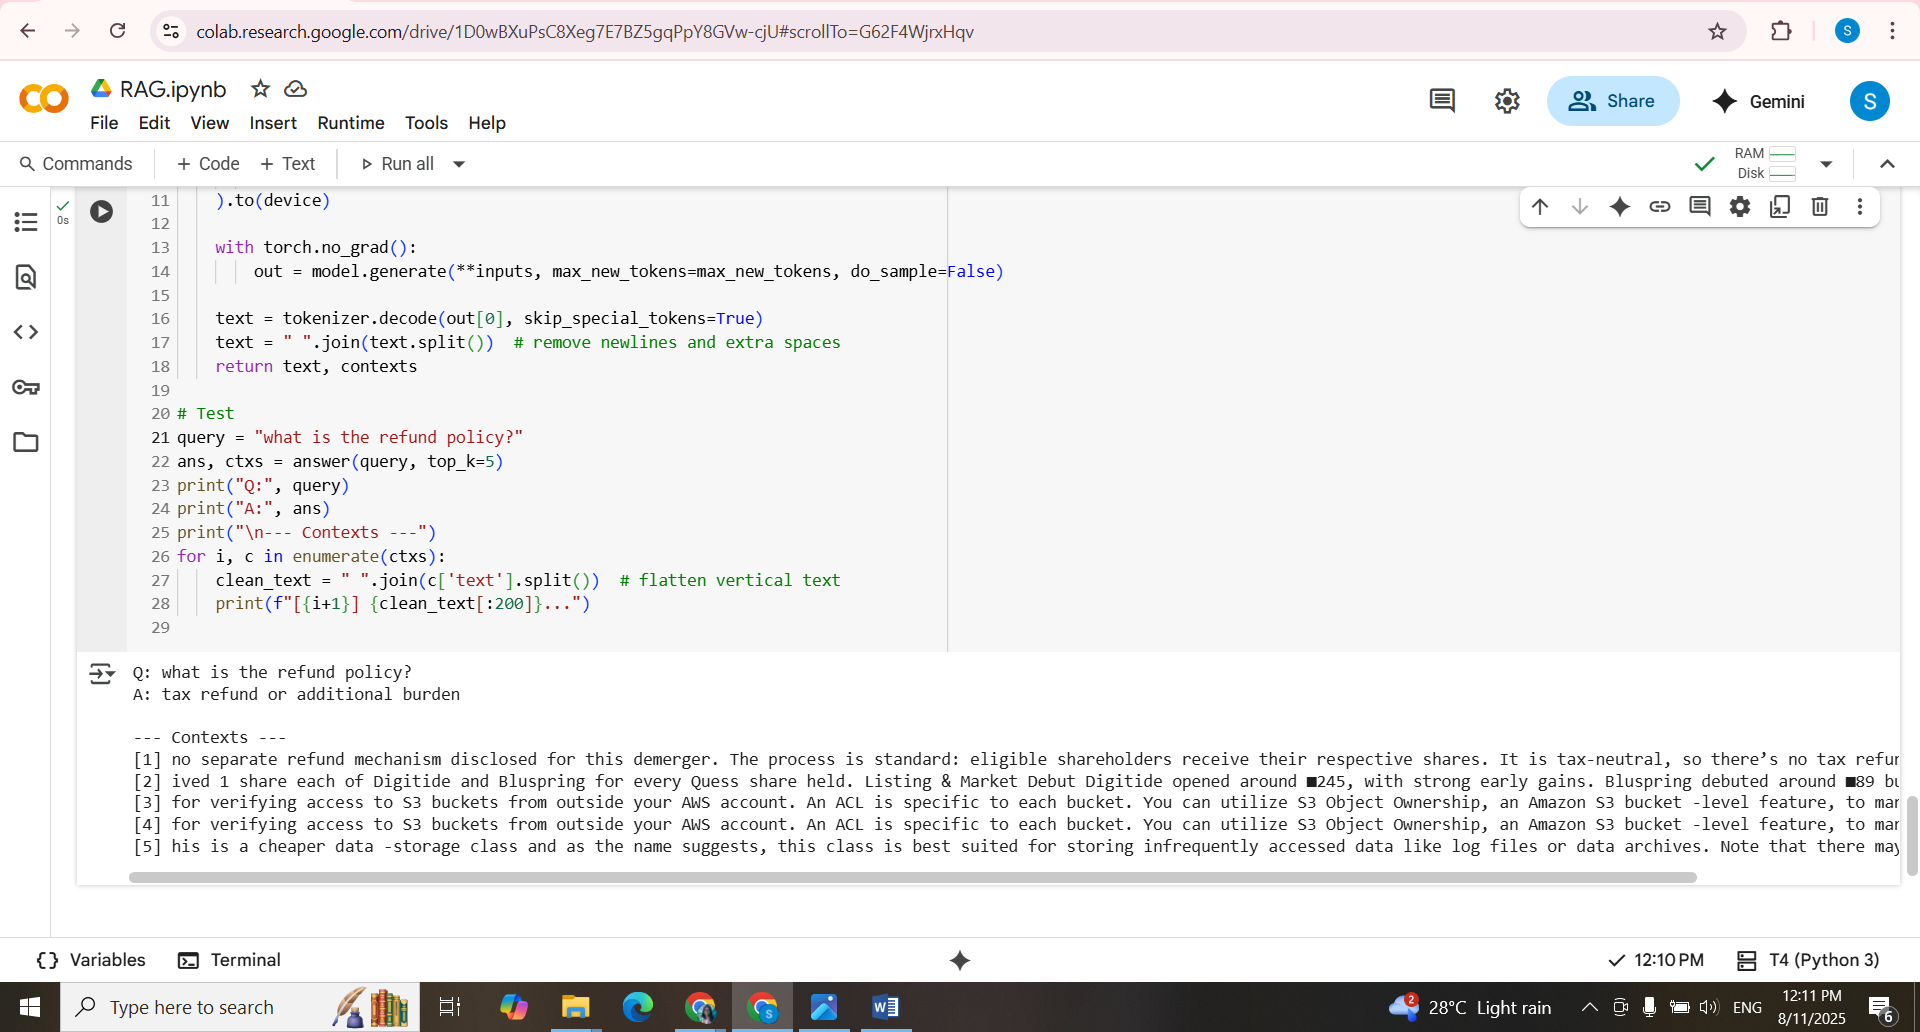 colab.research.google.com/drive/1D0wBXuPsC8Xeg7E7BZ5gqPpY8GVw-cjU#scrollTo=G62F4WjrxHqv
S
RAG.ipynb
Share
Gemini
S
File Edit View Insert Runtime Tools Help
Commands + Code + Text Run all
RAM
Disk
0s
11 ).to(device)
12
13 with torch.no_grad():
14 out = model.generate(**inputs, max_new_tokens=max_new_tokens, do_sample=False)
15
16 text = tokenizer.decode(out[0], skip_special_tokens=True)
17 text = " ".join(text.split())  # remove newlines and extra spaces
18 return text, contexts
19
20 # Test
21 query = "what is the refund policy?"
22 ans, ctxs = answer(query, top_k=5)
23 print("Q:", query)
24 print("A:", ans)
25 print("\n--- Contexts ---")
26 for i, c in enumerate(ctxs):
27 clean_text = " ".join(c['text'].split())  # flatten vertical text
28 print(f"[{i+1}] {clean_text[:200]}...")
29
Q: what is the refund policy?
A: tax refund or additional burden
--- Contexts ---
[1] no separate refund mechanism disclosed for this demerger. The process is standard: eligible shareholders receive their respective shares. It is tax-neutral, so there’s no tax refun
[2] ived 1 share each of Digitide and Bluspring for every Quess share held. Listing & Market Debut Digitide opened around ■245, with strong early gains. Bluspring debuted around ■89 bu
[3] for verifying access to S3 buckets from outside your AWS account. An ACL is specific to each bucket. You can utilize S3 Object Ownership, an Amazon S3 bucket -level feature, to man
[4] for verifying access to S3 buckets from outside your AWS account. An ACL is specific to each bucket. You can utilize S3 Object Ownership, an Amazon S3 bucket -level feature, to man
[5] his is a cheaper data -storage class and as the name suggests, this class is best suited for storing infrequently accessed data like log files or data archives. Note that there may
{} Variables Terminal
12:10 PM T4 (Python 3)
Type here to search
2
28°C Light rain
ENG
12:11 PM
8/11/2025
6